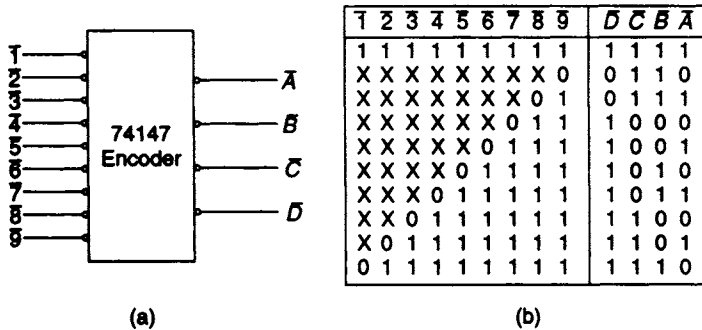 1̅
2̅
3̅
4̅
5̅
6̅
7̅
8̅
9̅
74147
Encoder
A̅
B̅
C̅
D̅
(a)
1̅ 2̅ 3̅ 4̅ 5̅ 6̅ 7̅ 8̅ 9̅ D̅ C̅ B̅ A̅
1 1 1 1 1 1 1 1 1 1 1 1 1
X X X X X X X X 0 0 1 1 0
X X X X X X X 0 1 0 1 1 1
X X X X X X 0 1 1 1 0 0 0
X X X X X 0 1 1 1 1 0 0 1
X X X X 0 1 1 1 1 1 0 1 0
X X X 0 1 1 1 1 1 1 0 1 1
X X 0 1 1 1 1 1 1 1 1 0 0
X 0 1 1 1 1 1 1 1 1 1 0 1
0 1 1 1 1 1 1 1 1 1 1 1 0
(b)